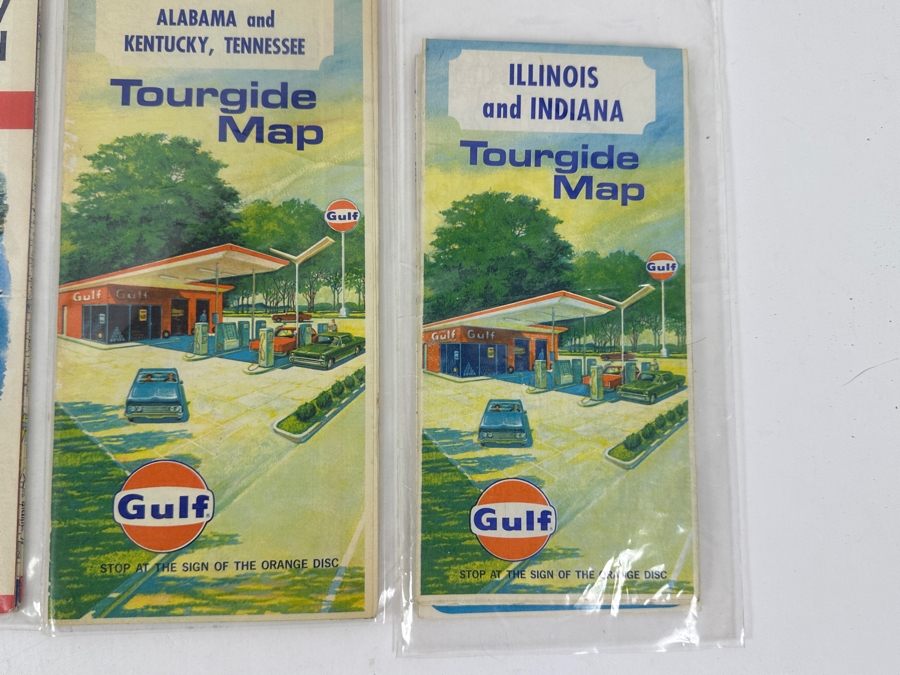 ALABAMA and
KENTUCKY, TENNESSEE
Tourgide
Map
Gulf
Gulf Gulf
Gulf
STOP AT THE SIGN OF THE ORANGE DISC
ILLINOIS
and INDIANA
Tourgide
Map
Gulf
Gulf Gulf
Gulf
STOP AT THE SIGN OF THE ORANGE DISC